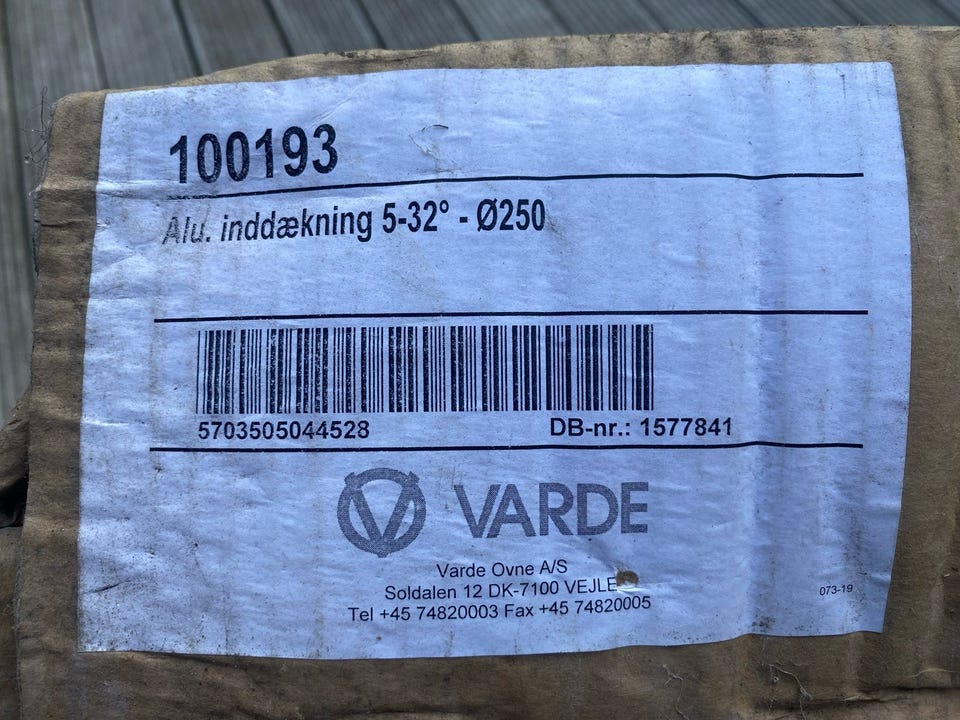 100193
Alu. inddækning 5-32° - Ø250
5703505044528 DB-nr.: 1577841
VARDE
Varde Ovne A/S
Soldalen 12 DK-7100 VEJLE
Tel +45 74820003 Fax +45 74820005
073-19